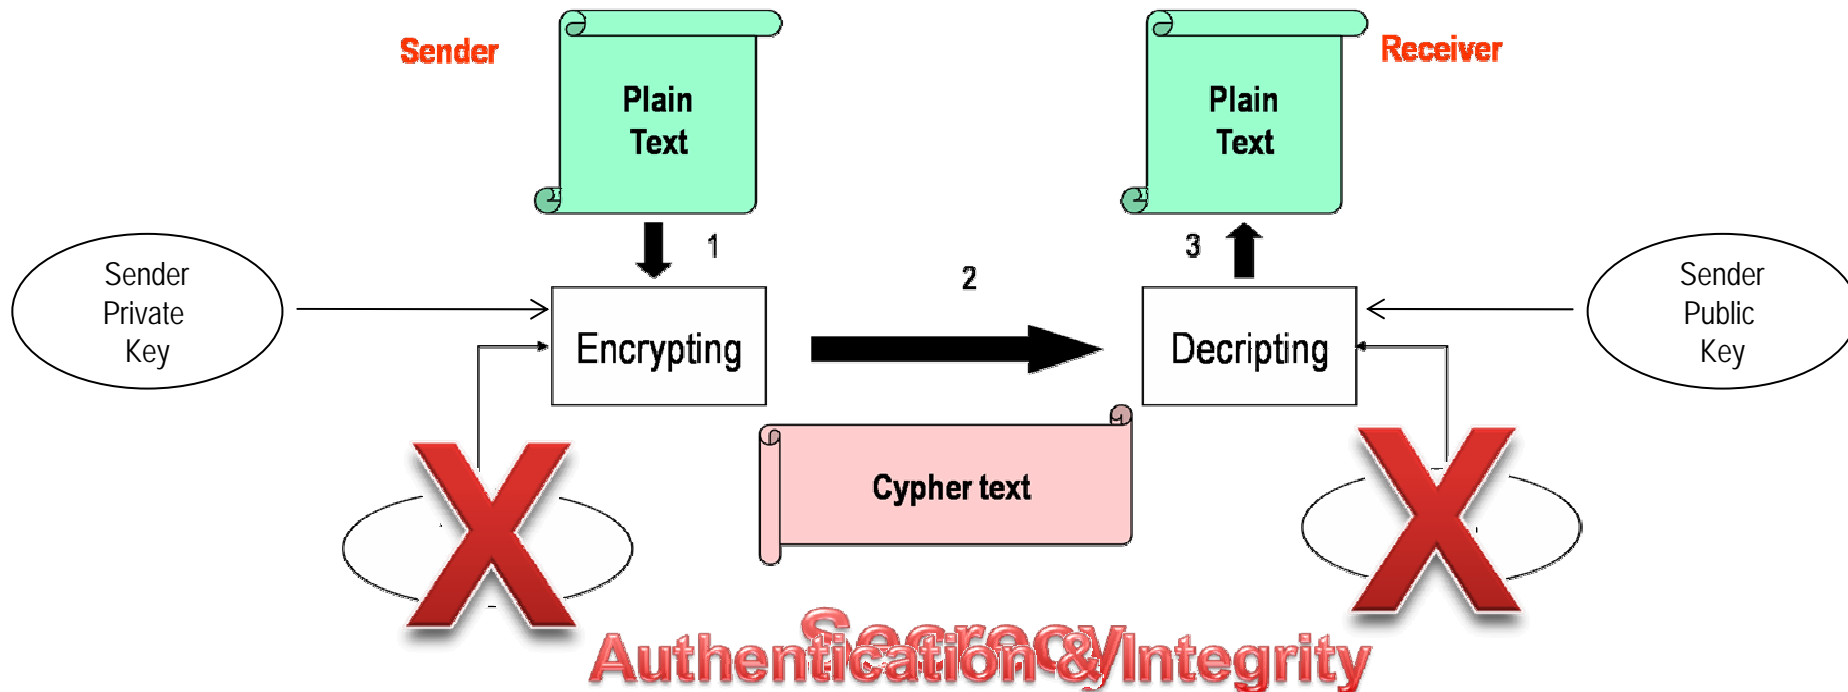 Sender
Plain
Text
Receiver
Plain
Text
1
2
3
Sender
Private
Key
Encrypting
Decripting
Sender
Public
Key
Cypher text
Secrecy
Authentication & Integrity